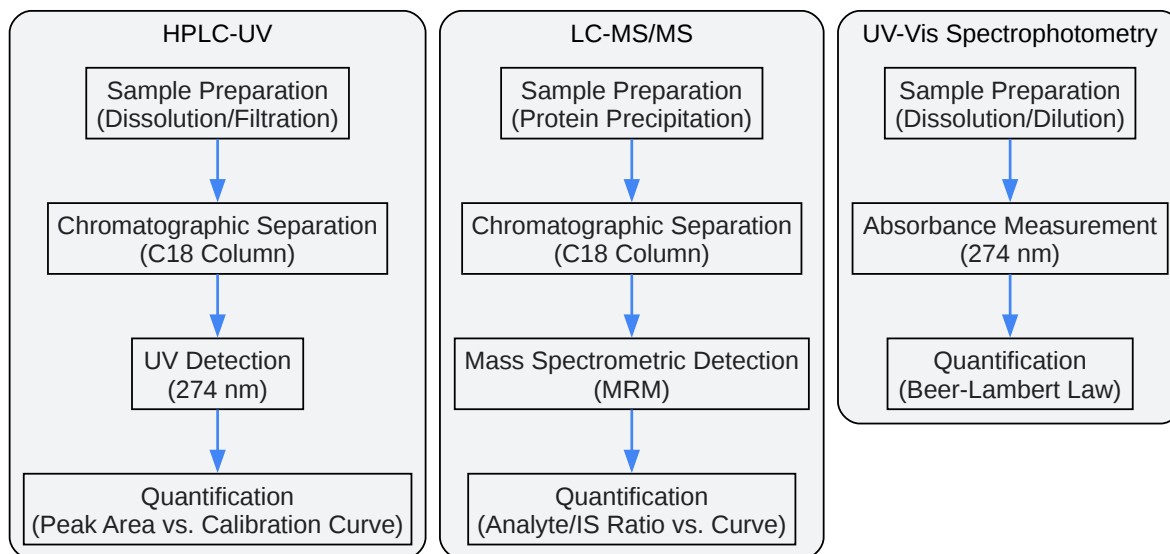 HPLC-UV
Sample Preparation
(Dissolution/Filtration)
Chromatographic Separation
(C18 Column)
UV Detection
(274 nm)
Quantification
(Peak Area vs. Calibration Curve)
LC-MS/MS
Sample Preparation
(Protein Precipitation)
Chromatographic Separation
(C18 Column)
Mass Spectrometric Detection
(MRM)
Quantification
(Analyte/IS Ratio vs. Curve)
UV-Vis Spectrophotometry
Sample Preparation
(Dissolution/Dilution)
Absorbance Measurement
(274 nm)
Quantification
(Beer-Lambert Law)